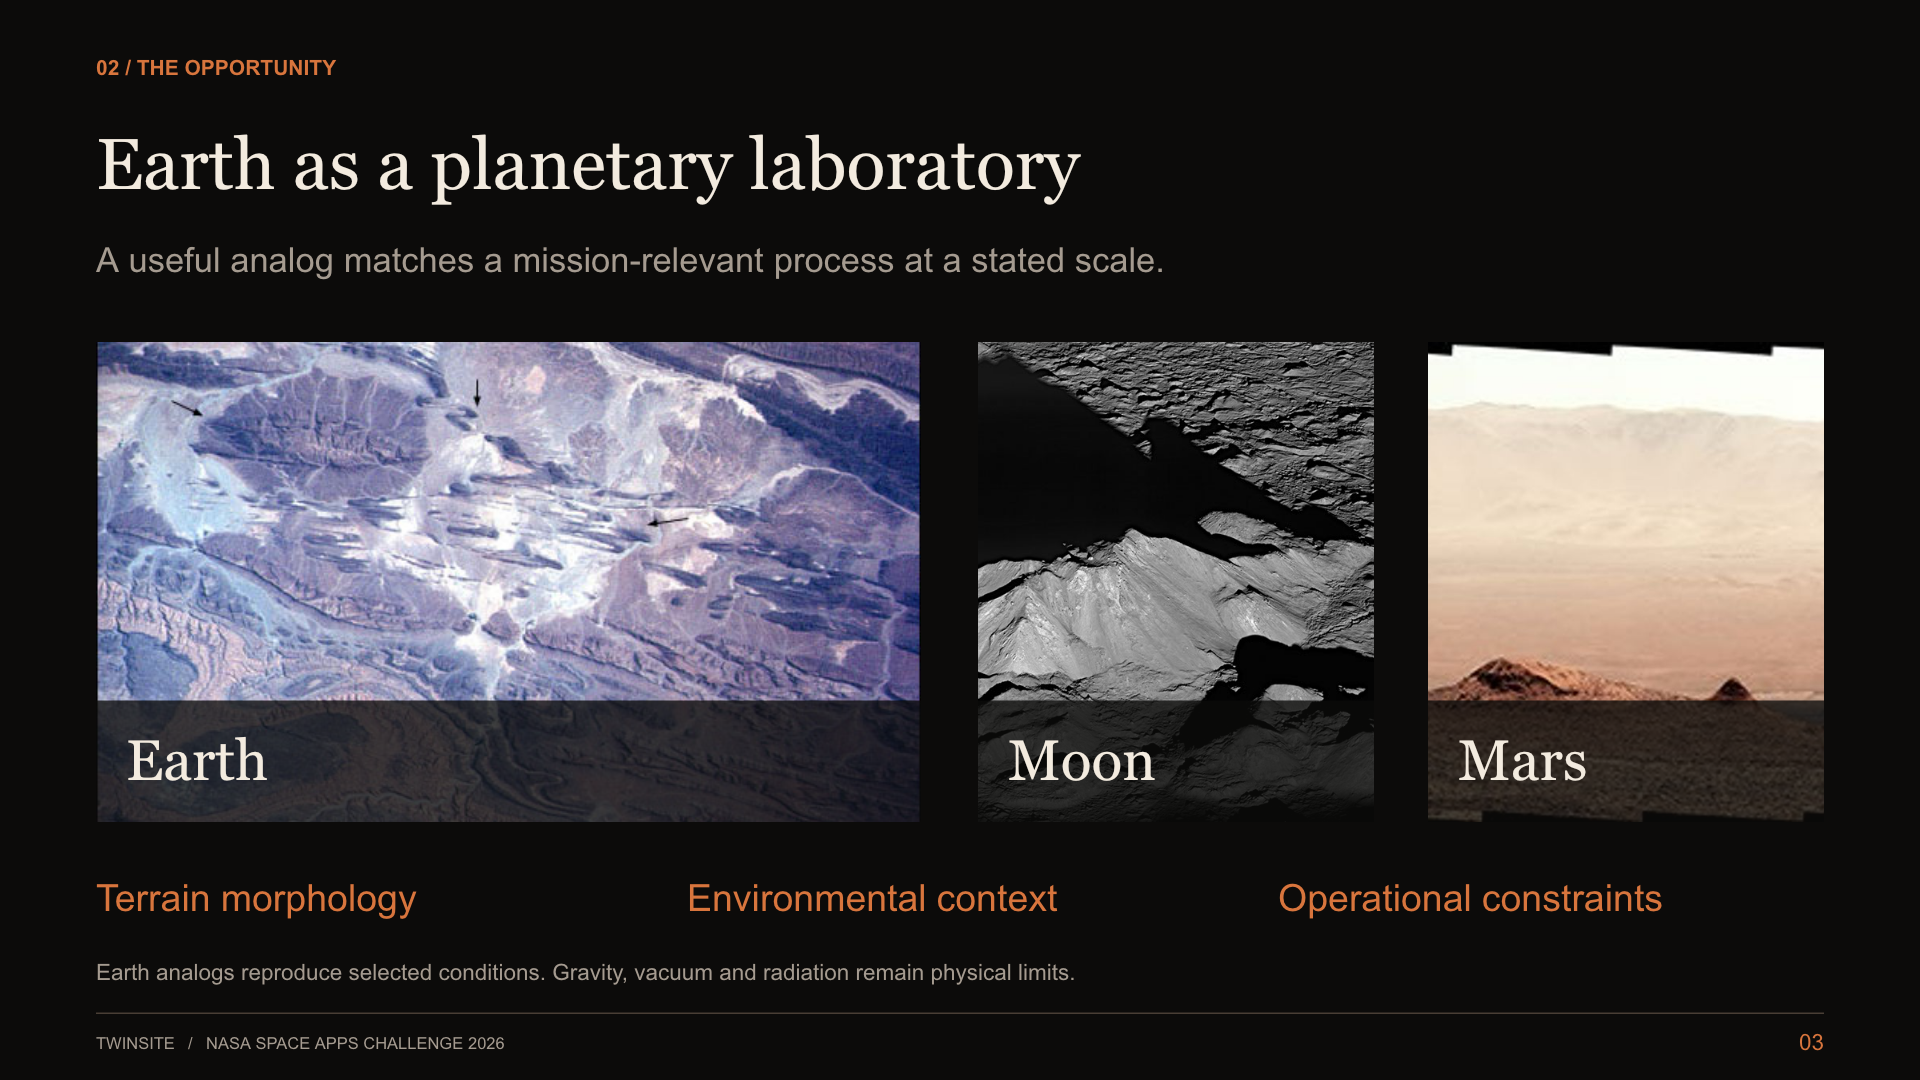 02 / THE OPPORTUNITY
Earth as a planetary laboratory
A useful analog matches a mission-relevant process at a stated scale.
Earth
Moon
Mars
Terrain morphology
Environmental context
Operational constraints
Earth analogs reproduce selected conditions. Gravity, vacuum and radiation remain physical limits.
TWINSITE / NASA SPACE APPS CHALLENGE 2026
03